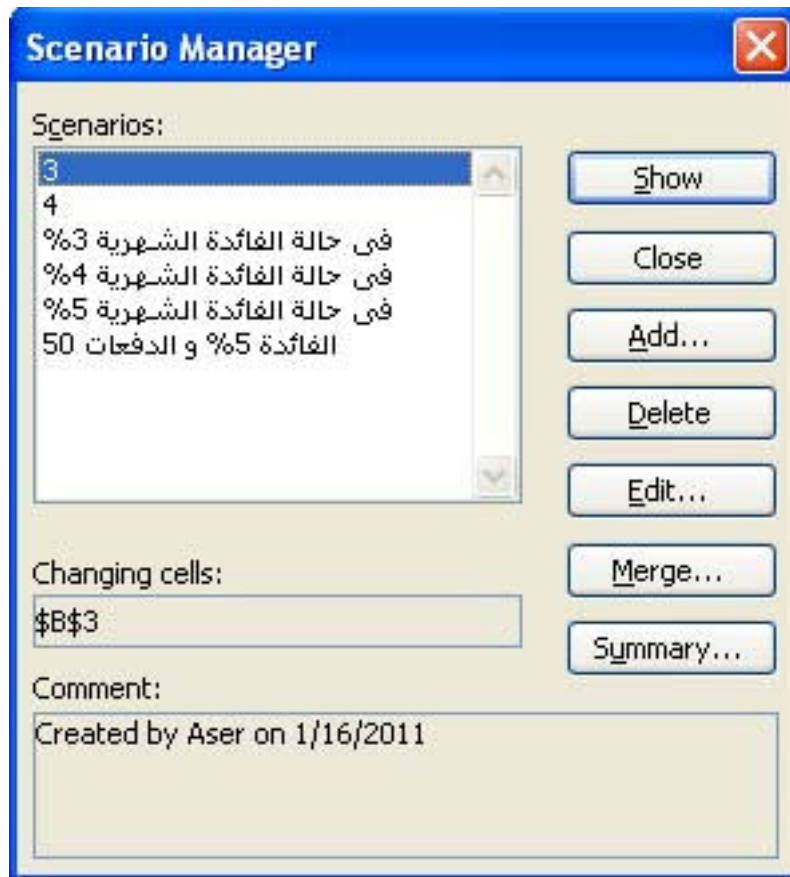 Scenario Manager
Scenarios:
3
4
فى حالة الفائدة الشهرية 3%
فى حالة الفائدة الشهرية 4%
فى حالة الفائدة الشهرية 5%
الفائدة 5% و الدفعات 50
Show
Close
Add...
Delete
Edit...
Merge...
Summary...
Changing cells:
$B$3
Comment:
Created by Aser on 1/16/2011